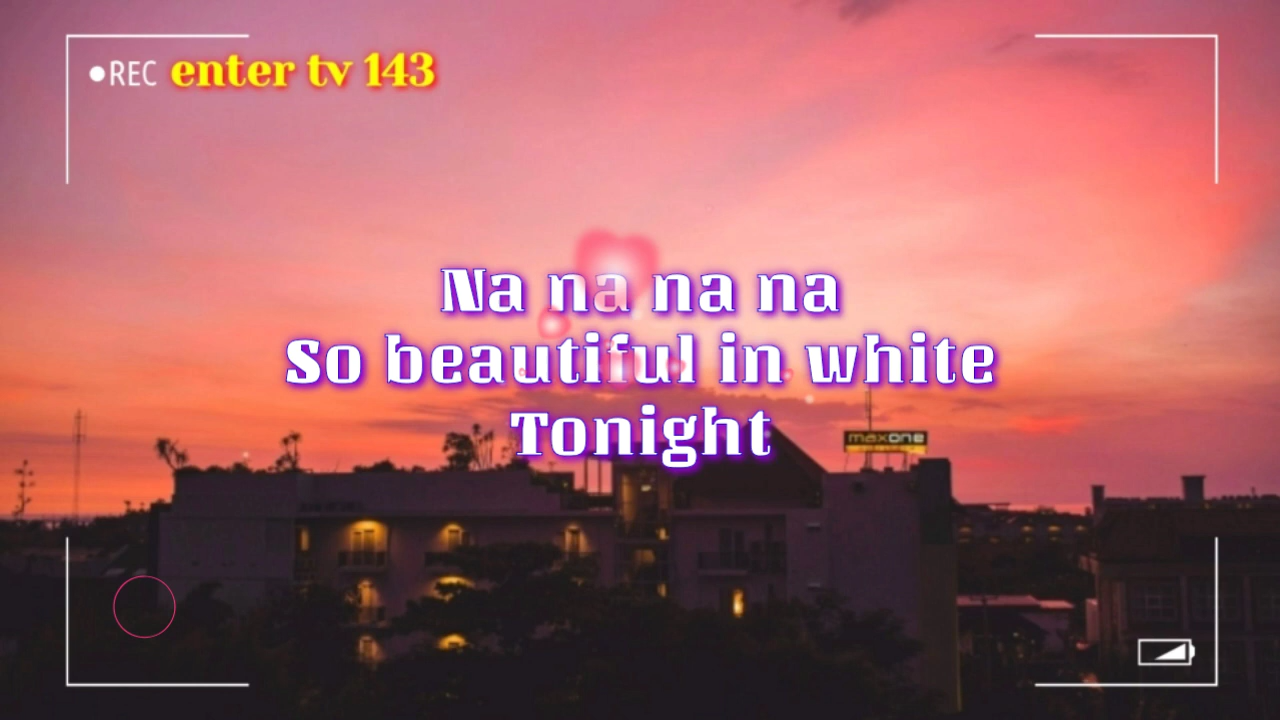 REC enter tv 143
Na na na na
So beautiful in white
Tonight
maxone